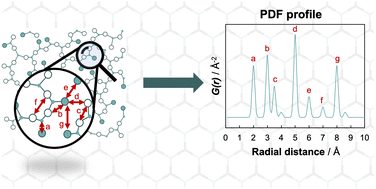 PDF profile
G(r) / Å-2
a
b
c
d
e
f
g
0 1 2 3 4 5 6 7 8 9 10
Radial distance / Å
e
d
f
c
b
a
g